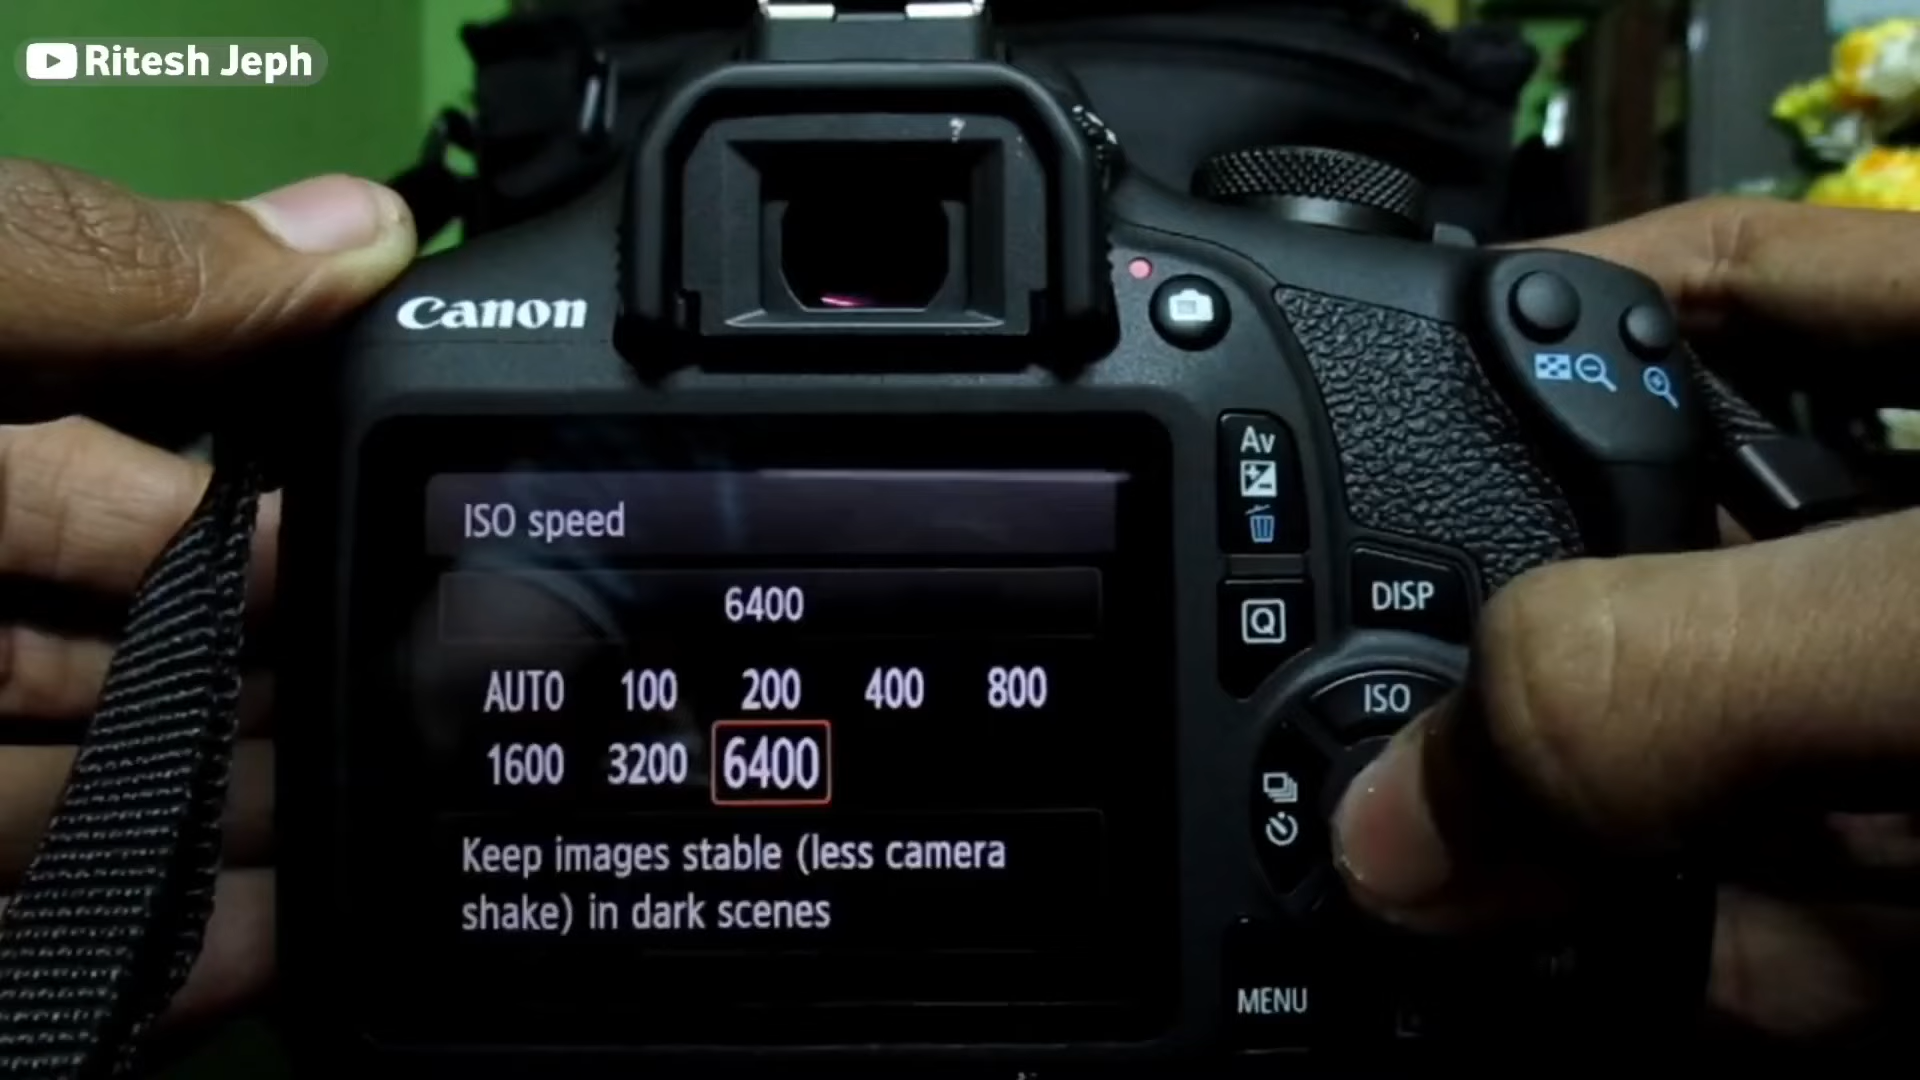 Ritesh Jeph
Canon
Av
Q
DISP
ISO
MENU
ISO speed
6400
AUTO 100 200 400 800
1600 3200 6400
Keep images stable (less camera
shake) in dark scenes